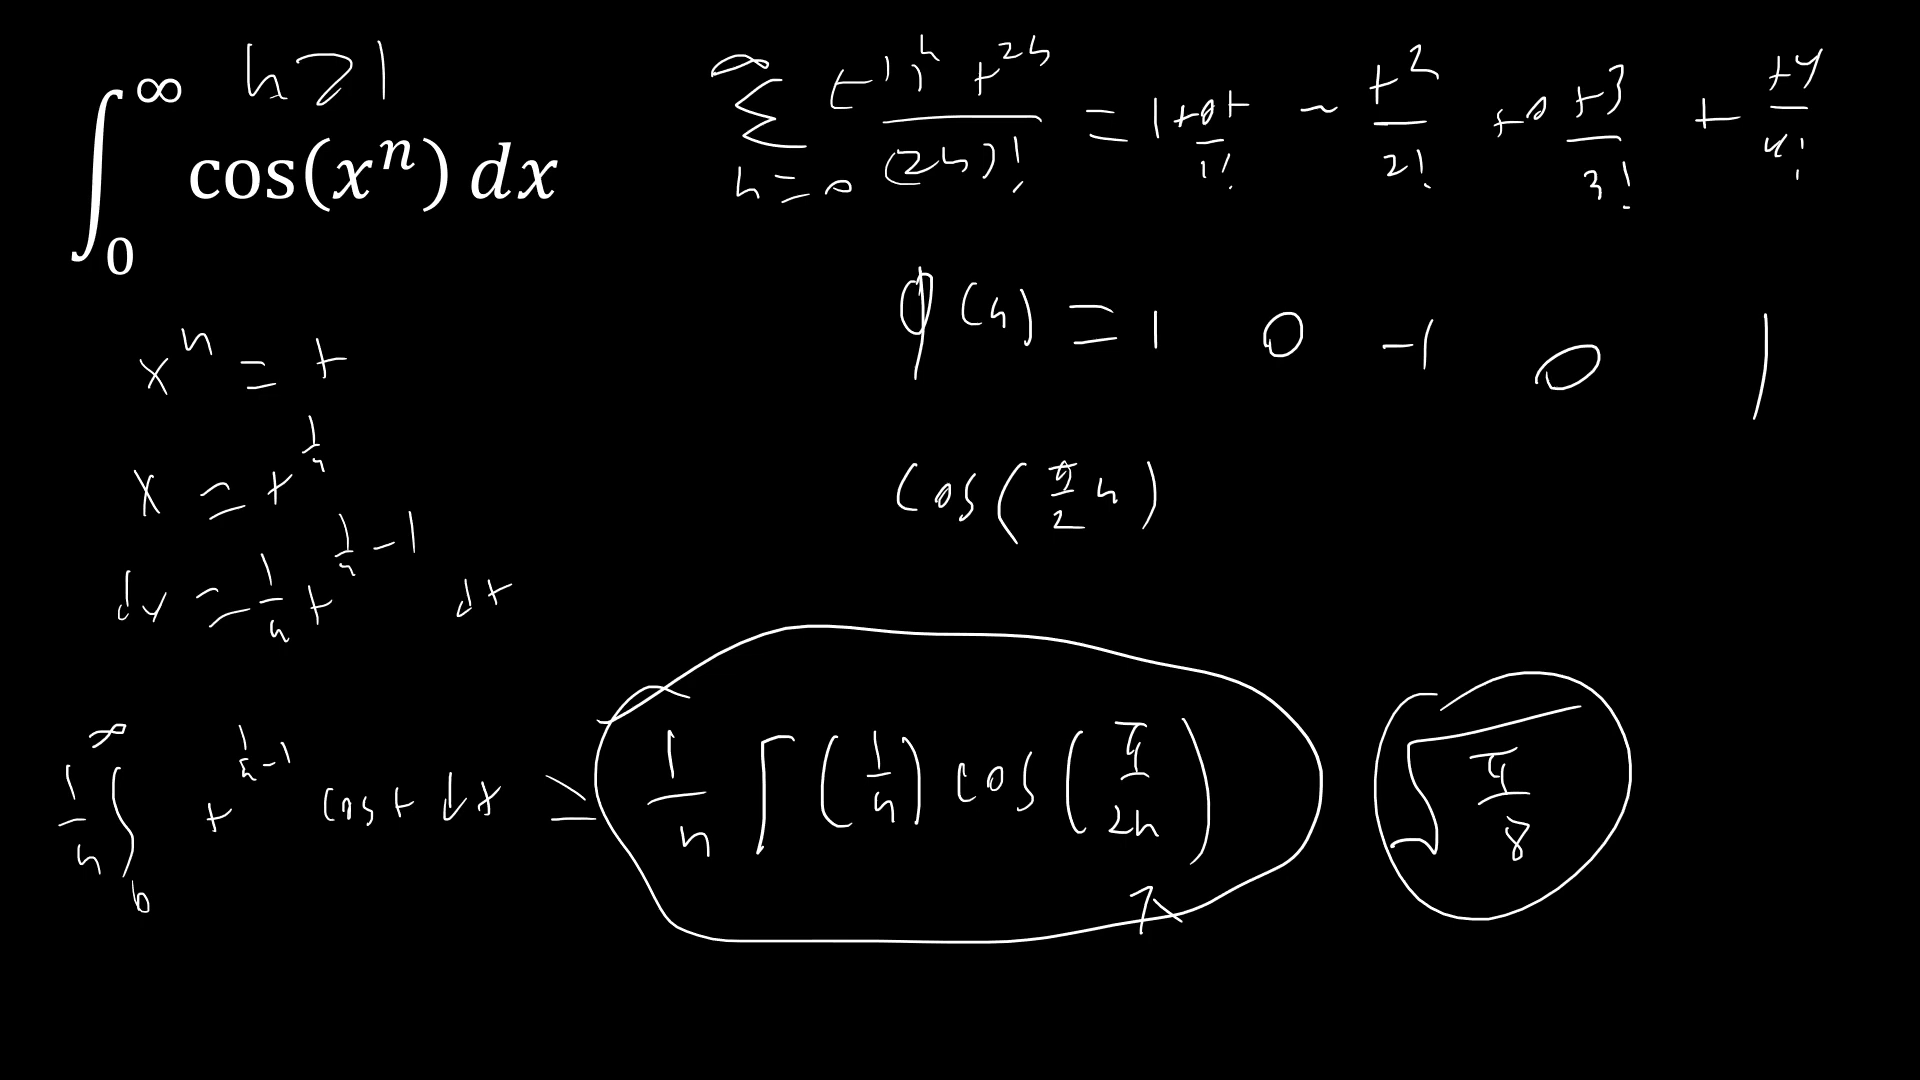 n > 1
∫₀^∞ cos(xⁿ) dx
∑_{n=0}^∞ (-1)ⁿ t²ⁿ / (2n)! = 1 + 0t/1! - t²/2! + 0 t³/3! + t⁴/4!
φ(n) = 1 0 -1 0 1
cos(π/2 n)
xⁿ = t
x = t^(1/n)
dx = 1/n t^(1/n - 1) dt
1/n ∫₀^∞ t^(1/n - 1) cos t dt = 1/n Γ(1/n) cos(π/2n)
√(π/8)